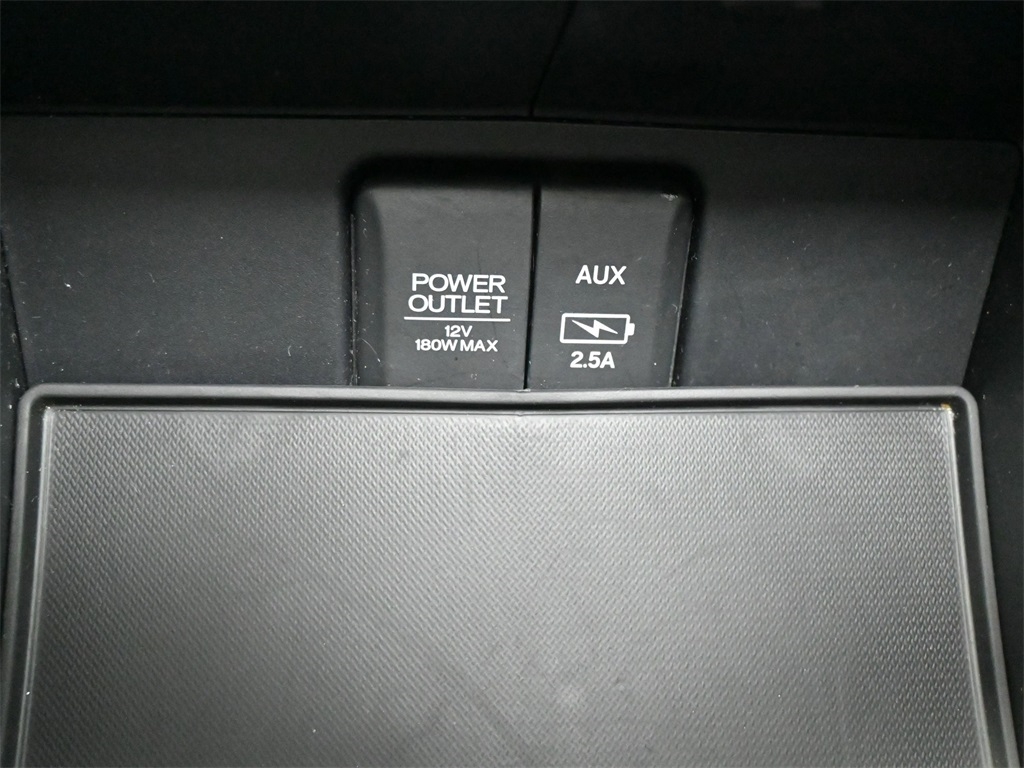 POWER
OUTLET
12V
180W MAX
AUX
2.5A